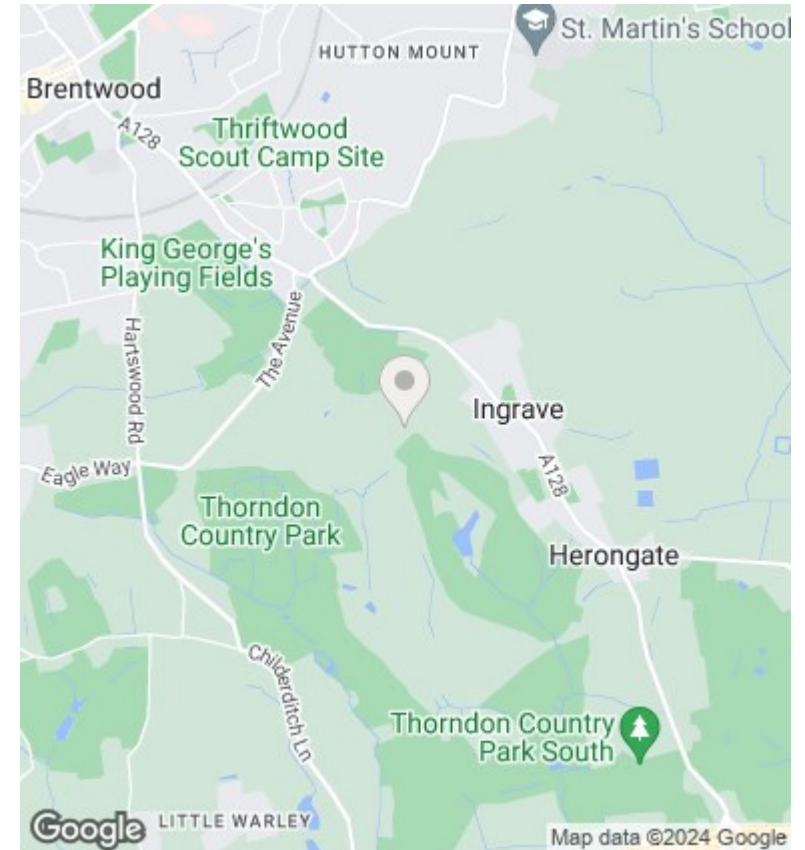 HUTTON MOUNT
St. Martin's School
Brentwood
A128
Thriftwood
Scout Camp Site
King George's
Playing Fields
Hartswood Rd
The Avenue
Ingrave
Eagle Way
A128
Thorndon
Country Park
Herongate
Childerditch Ln
Thorndon Country
Park South
Google
LITTLE WARLEY
Map data ©2024 Google